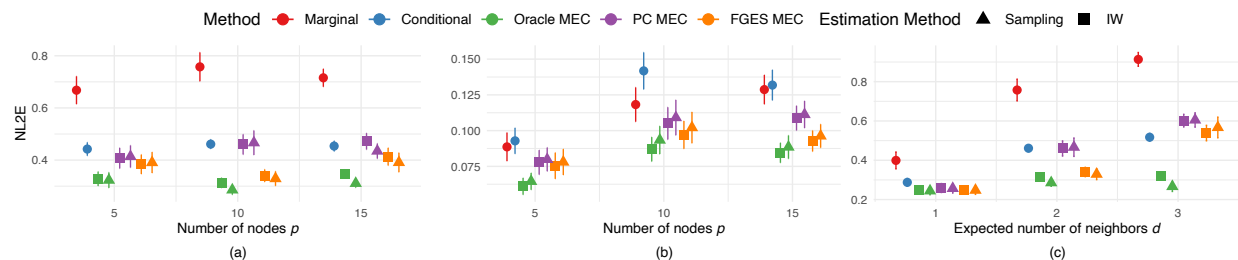 Method Marginal Conditional Oracle MEC PC MEC FGES MEC Estimation Method Sampling IW
NL2E
0.8
0.6
0.4
5 10 15
Number of nodes p
(a)
0.150
0.125
0.100
0.075
5 10 15
Number of nodes p
(b)
0.8
0.6
0.4
0.2
1 2 3
Expected number of neighbors d
(c)